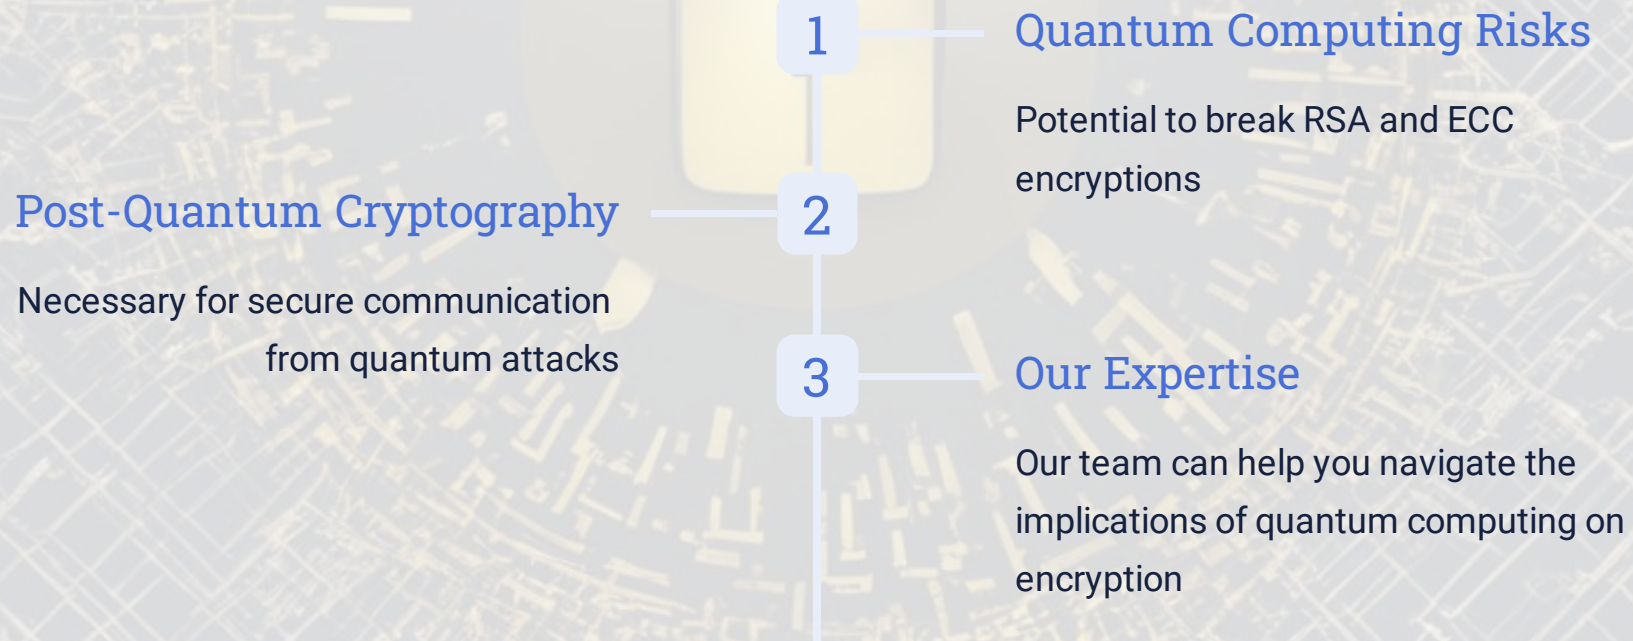 1
Quantum Computing Risks
Potential to break RSA and ECC
encryptions
2
Post-Quantum Cryptography
Necessary for secure communication
from quantum attacks
3
Our Expertise
Our team can help you navigate the
implications of quantum computing on
encryption